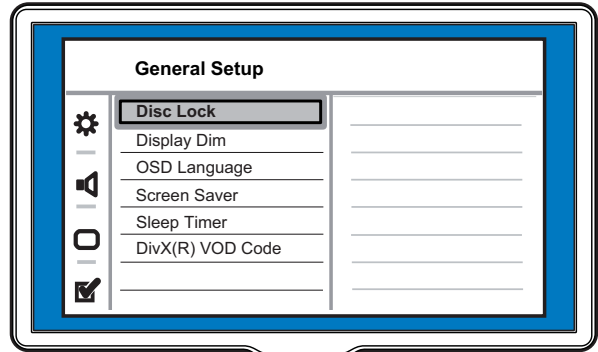 General Setup
Disc Lock
Display Dim
OSD Language
Screen Saver
Sleep Timer
DivX(R) VOD Code